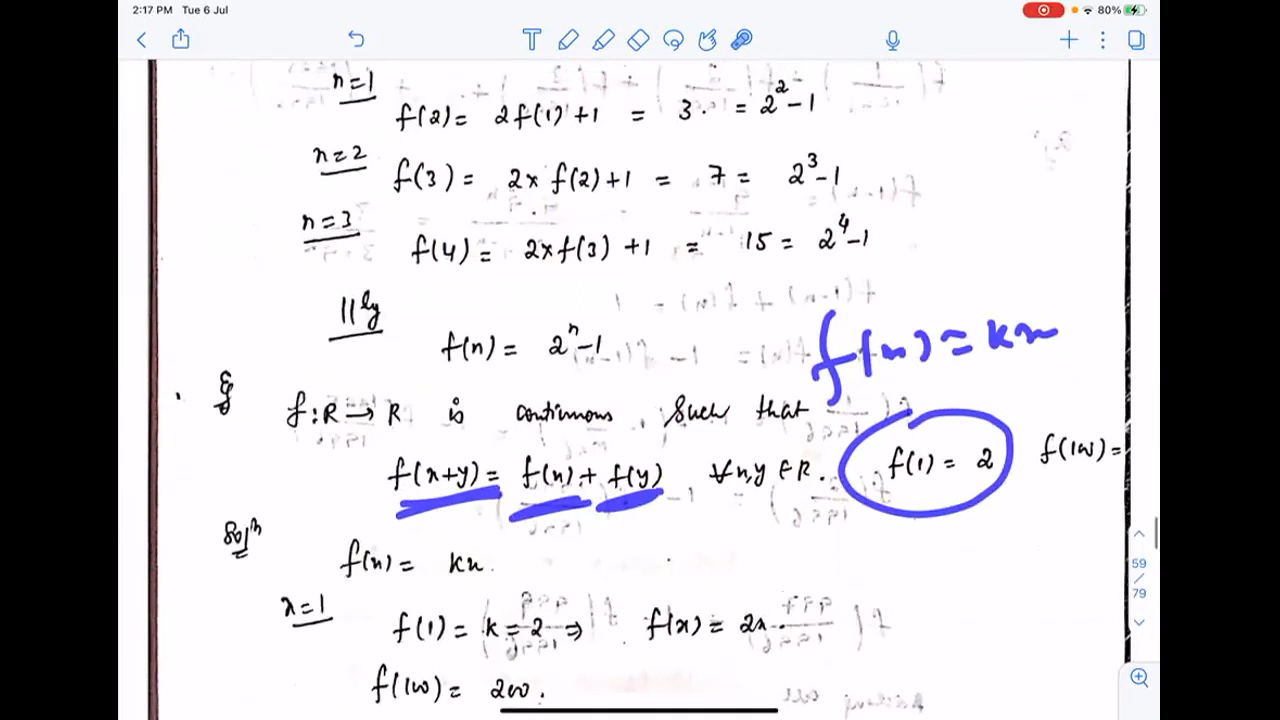 2:17 PM Tue 6 Jul
80%
n=1
f(2) = 2f(1)+1 = 3. = 2²-1
n=2
f(3) = 2x f(2)+1 = 7 = 2³-1
n=3
f(4) = 2xf(3) +1 = 15 = 2⁴-1
||ly
f(n) = 2ⁿ-1
f(x) = kx
f: R→R is continuous such that
f(x+y) = f(x) + f(y) ∀ x,y ∈ R. f(1) = 2 f(100) =
Solⁿ
f(x) = kx.
x=1
f(1) = k = 2 ⇒ f(x) = 2x.
f(100) = 200.
59
/
79